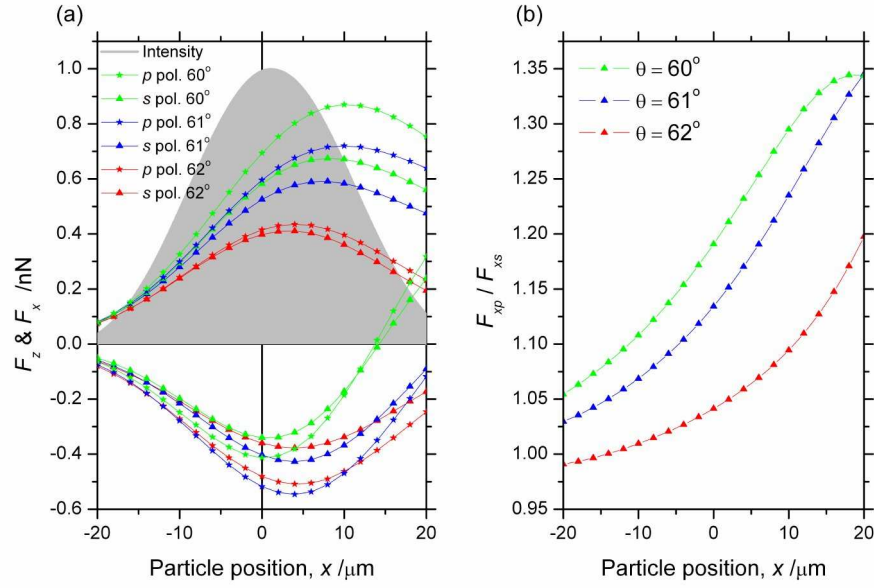 (a)
Intensity
p pol. 60°
s pol. 60°
p pol. 61°
s pol. 61°
p pol. 62°
s pol. 62°
1.0
0.8
0.6
0.4
0.2
0.0
-0.2
-0.4
-0.6
F_z & F_x /nN
-20 -10 0 10 20
Particle position, x /μm
(b)
θ = 60°
θ = 61°
θ = 62°
1.35
1.30
1.25
1.20
1.15
1.10
1.05
1.00
0.95
F_xp / F_xs
-20 -10 0 10 20
Particle position, x /μm